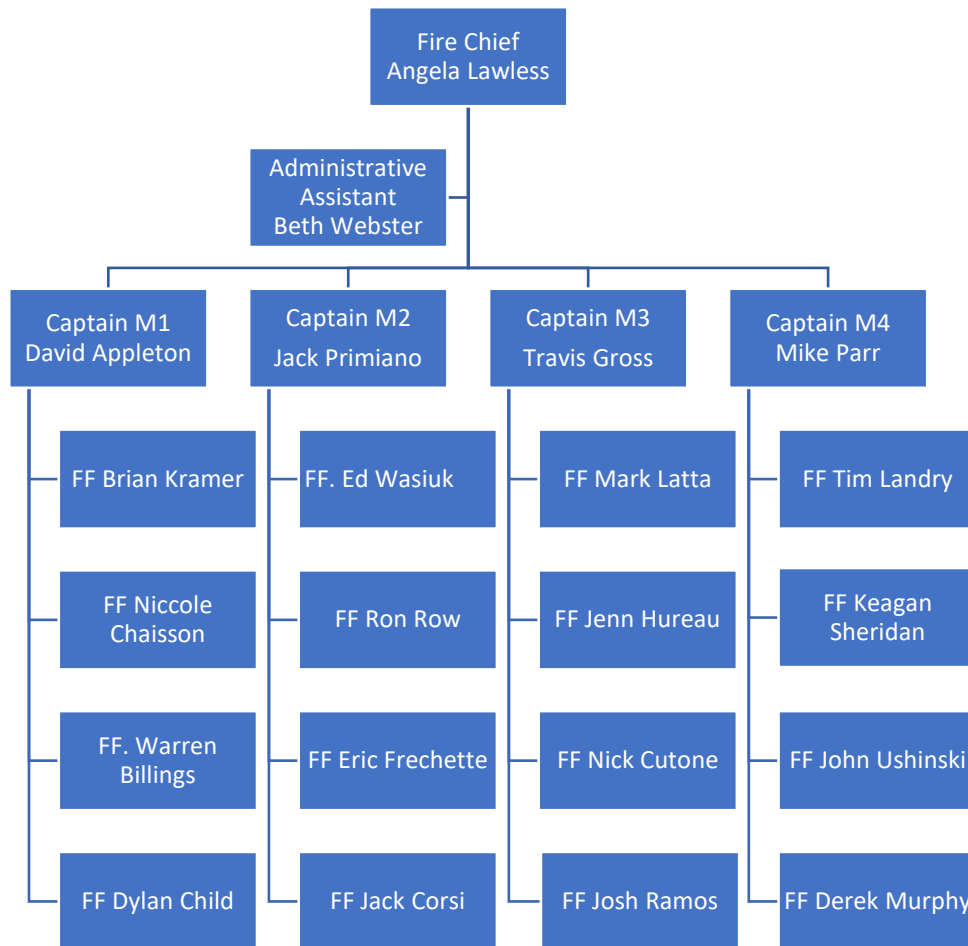 Fire Chief
Angela Lawless
Administrative
Assistant
Beth Webster
Captain M1
David Appleton
Captain M2
Jack Primiano
Captain M3
Travis Gross
Captain M4
Mike Parr
FF Brian Kramer
FF. Ed Wasiuk
FF Mark Latta
FF Tim Landry
FF Niccole
Chaisson
FF Ron Row
FF Jenn Hureau
FF Keagan
Sheridan
FF. Warren
Billings
FF Eric Frechette
FF Nick Cutone
FF John Ushinski
FF Dylan Child
FF Jack Corsi
FF Josh Ramos
FF Derek Murphy